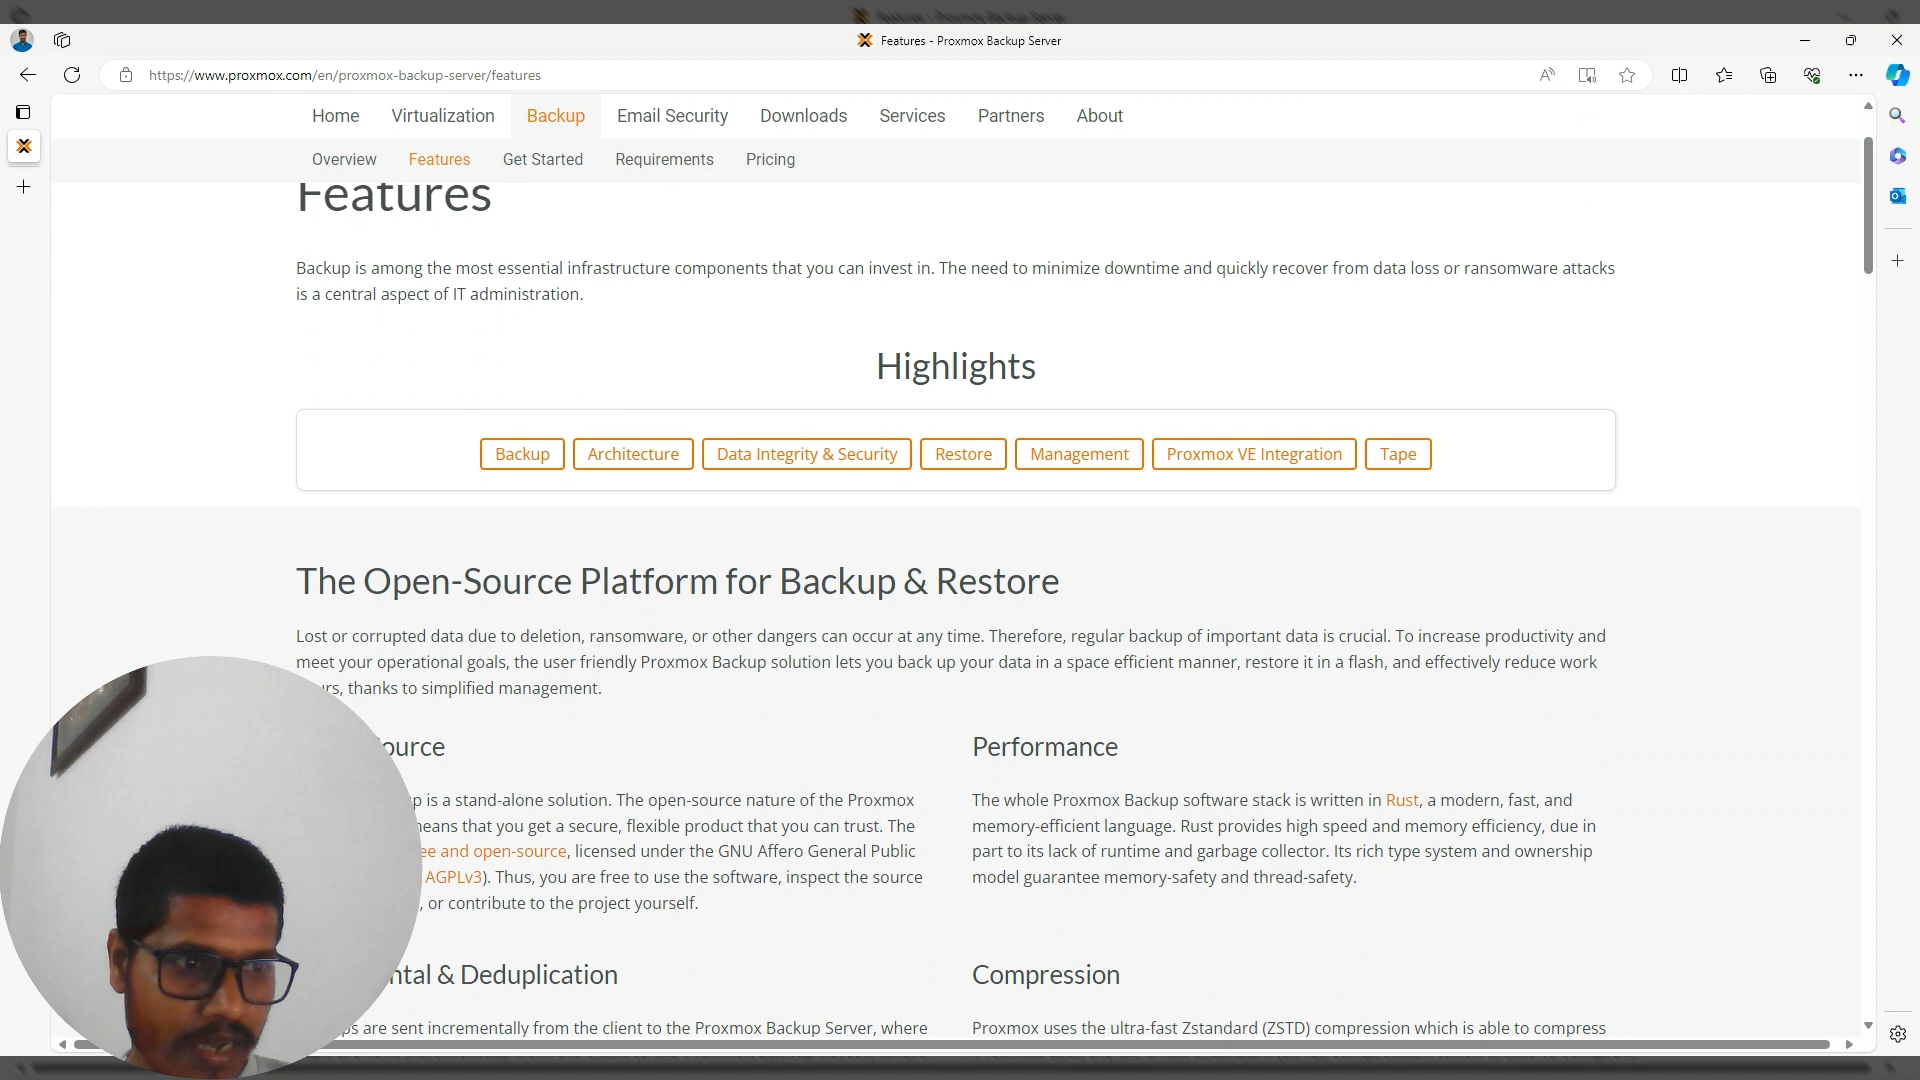 Features - Proxmox Backup Server
https://www.proxmox.com/en/proxmox-backup-server/features
Home Virtualization Backup Email Security Downloads Services Partners About
Overview Features Get Started Requirements Pricing
Features
Backup is among the most essential infrastructure components that you can invest in. The need to minimize downtime and quickly recover from data loss or ransomware attacks
is a central aspect of IT administration.
Highlights
Backup Architecture Data Integrity & Security Restore Management Proxmox VE Integration Tape
The Open-Source Platform for Backup & Restore
Lost or corrupted data due to deletion, ransomware, or other dangers can occur at any time. Therefore, regular backup of important data is crucial. To increase productivity and
meet your operational goals, the user friendly Proxmox Backup solution lets you back up your data in a space efficient manner, restore it in a flash, and effectively reduce work
thanks to simplified management.
is a stand-alone solution. The open-source nature of the Proxmox
means that you get a secure, flexible product that you can trust. The
and open-source, licensed under the GNU Affero General Public
AGPLv3). Thus, you are free to use the software, inspect the source
, or contribute to the project yourself.
Performance
The whole Proxmox Backup software stack is written in Rust, a modern, fast, and
memory-efficient language. Rust provides high speed and memory efficiency, due in
part to its lack of runtime and garbage collector. Its rich type system and ownership
model guarantee memory-safety and thread-safety.
& Deduplication
are sent incrementally from the client to the Proxmox Backup Server, where
Compression
Proxmox uses the ultra-fast Zstandard (ZSTD) compression which is able to compress